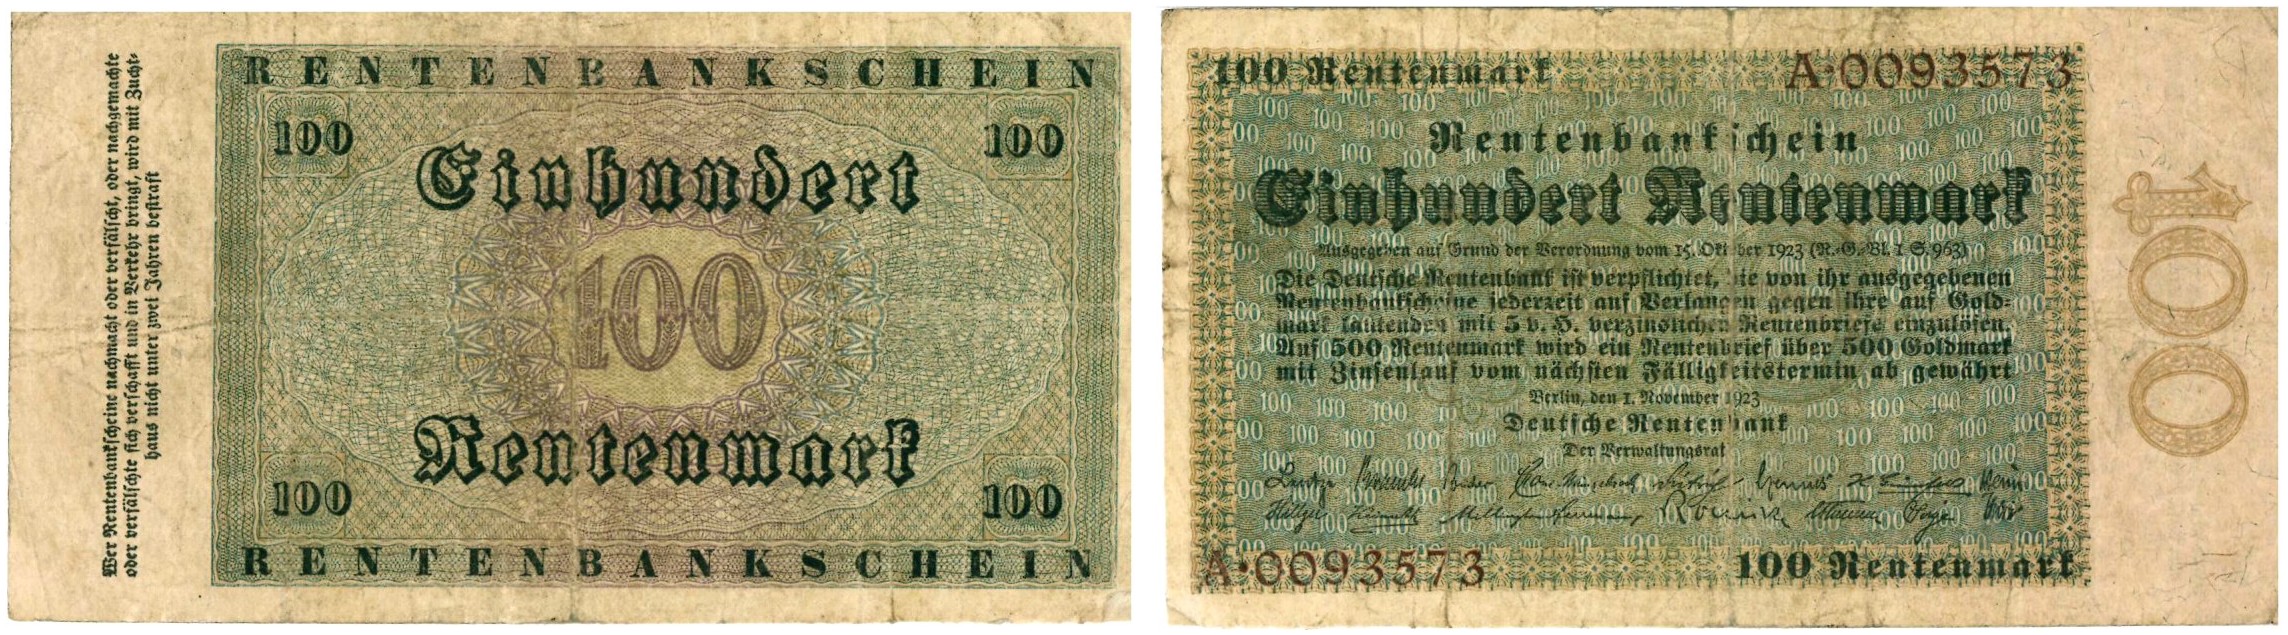 Wer Rentenbankscheine nachmacht oder verfälscht, oder nachgemachte
oder verfälschte sich verschafft und in Verkehr bringt, wird mit Zucht-
haus nicht unter zwei Jahren bestraft
RENTENBANKSCHEIN
100 100
Einhundert
100
Rentenmark
100 100
RENTENBANKSCHEIN
100 Rentenmark A·0093573
Rentenbankschein
Einhundert Rentenmark
Ausgegeben auf Grund der Verordnung vom 15. Oktober 1923 (R.-G.-Bl. I S. 963)
Die Deutsche Rentenbank ist verpflichtet, die von ihr ausgegebenen
Rentenbankscheine jederzeit auf Verlangen gegen ihre auf Gold-
mark lautenden mit 5 v. H. verzinslichen Rentenbriefe einzulösen.
Auf 500 Rentenmark wird ein Rentenbrief über 500 Goldmark
mit Zinsenlauf vom nächsten Fälligkeitstermin ab gewährt
Berlin, den 1. November 1923
Deutsche Rentenbank
Der Verwaltungsrat
A·0093573 100 Rentenmark
100